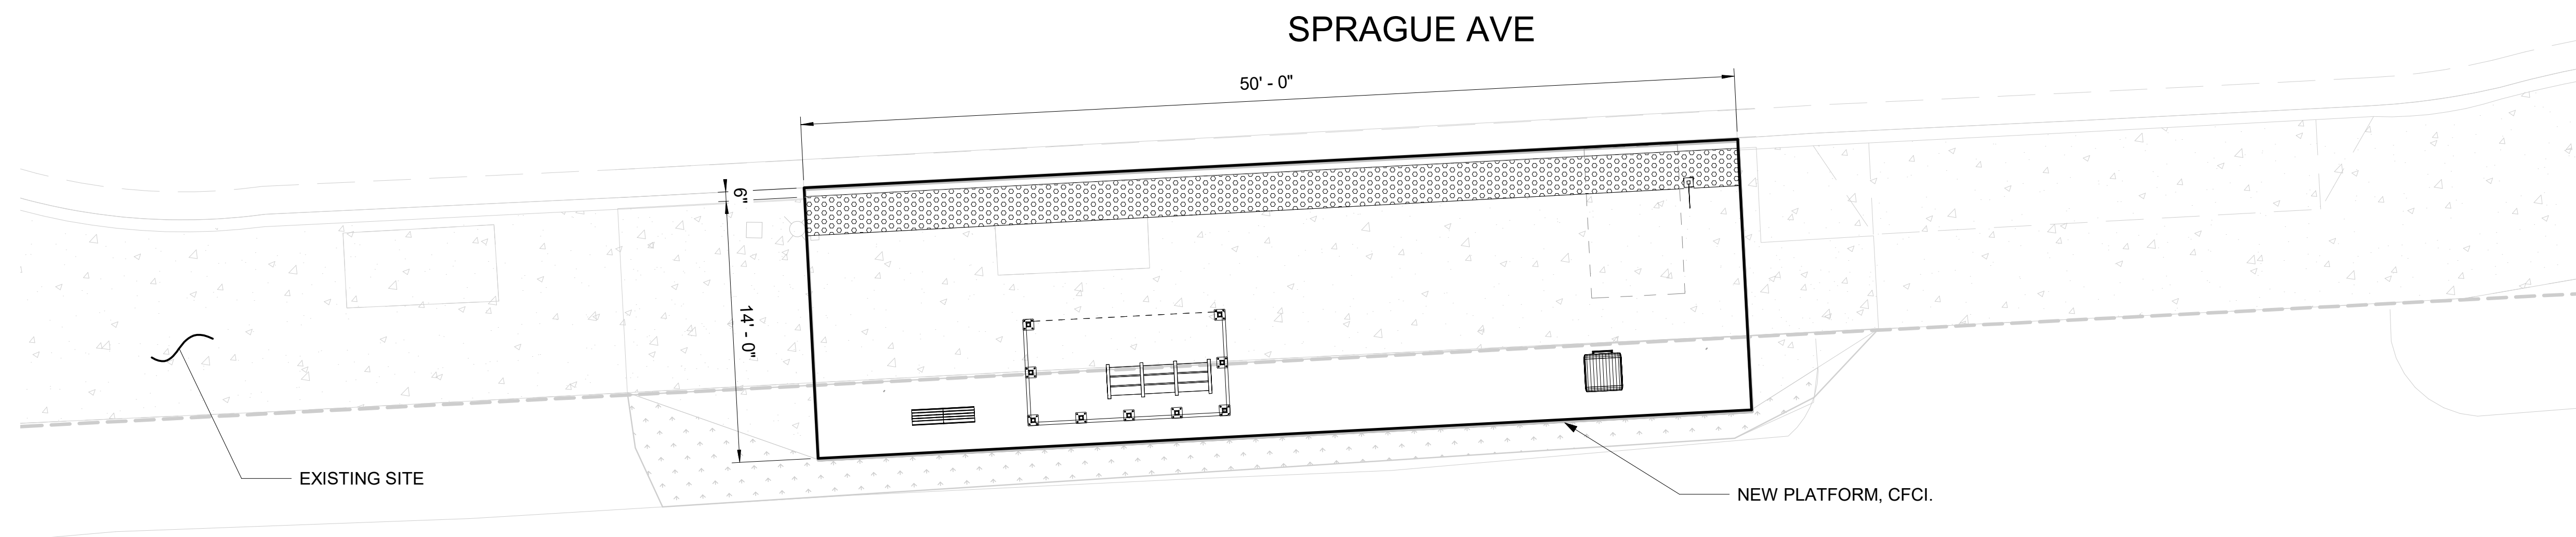 SPRAGUE AVE
50' - 0"
6"
14' - 0"
EXISTING SITE
NEW PLATFORM, CFCI.